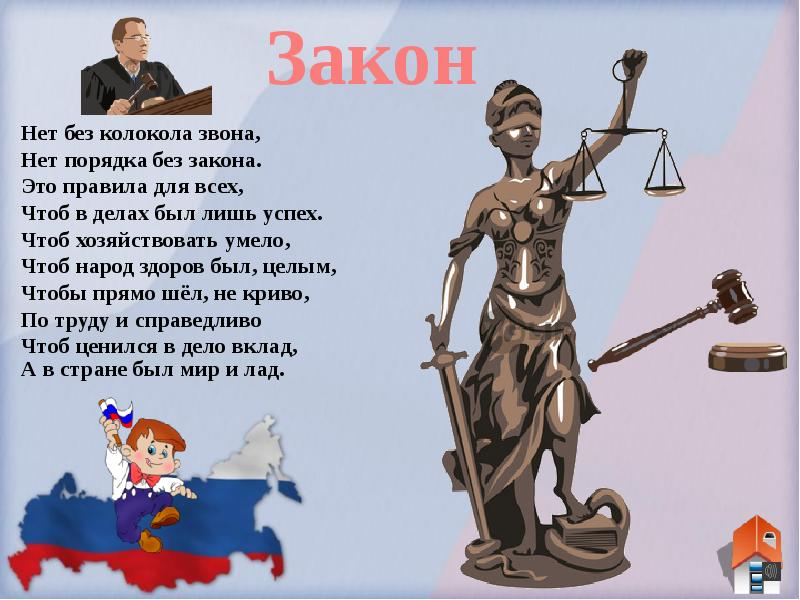 Закон
Нет без колокола звона,
Нет порядка без закона.
Это правила для всех,
Чтоб в делах был лишь успех.
Чтоб хозяйствовать умело,
Чтоб народ здоров был, целым,
Чтобы прямо шёл, не криво,
По труду и справедливо
Чтоб ценился в дело вклад,
А в стране был мир и лад.